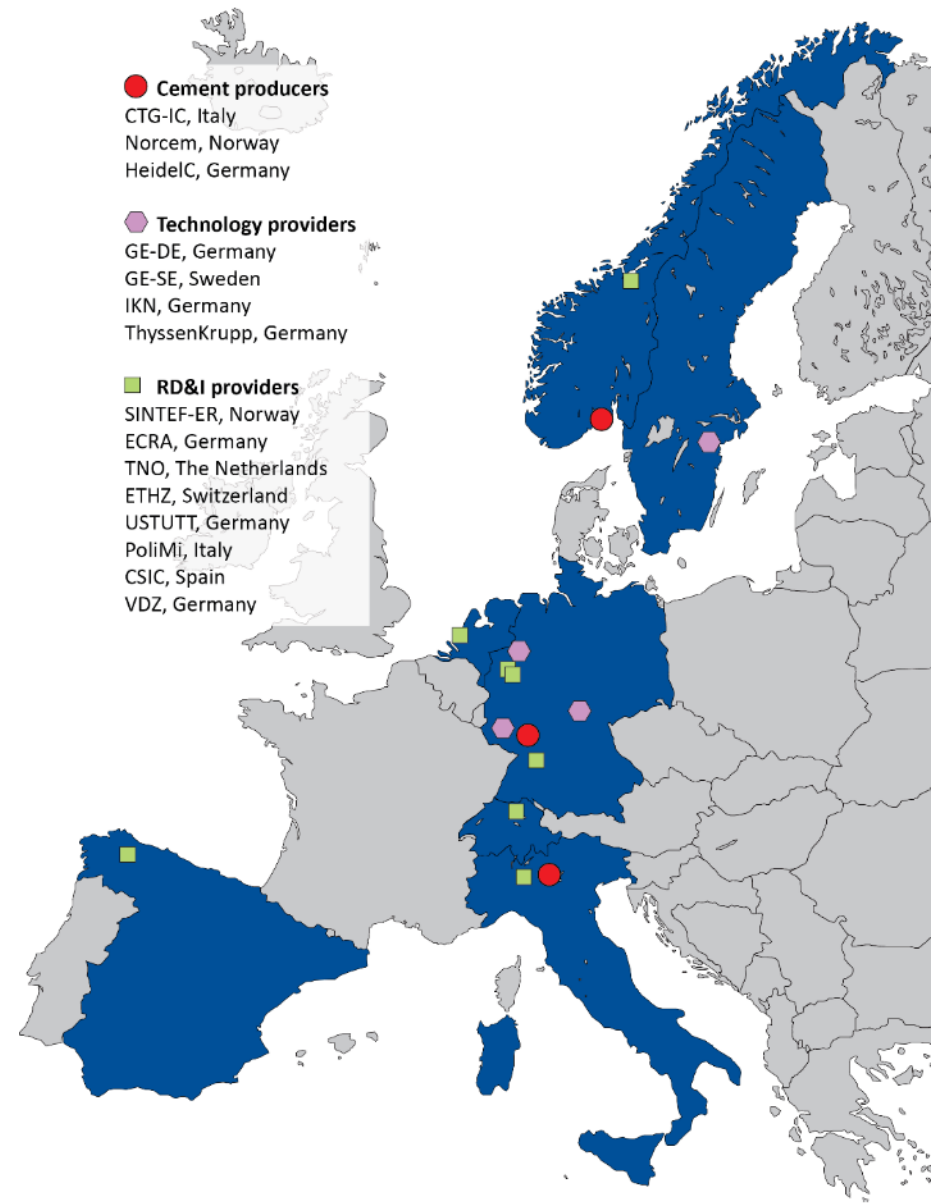 Cement producers
CTG-IC, Italy
Norcem, Norway
HeidelC, Germany
Technology providers
GE-DE, Germany
GE-SE, Sweden
IKN, Germany
ThyssenKrupp, Germany
RD&I providers
SINTEF-ER, Norway
ECRA, Germany
TNO, The Netherlands
ETHZ, Switzerland
USTUTT, Germany
PoliMi, Italy
CSIC, Spain
VDZ, Germany